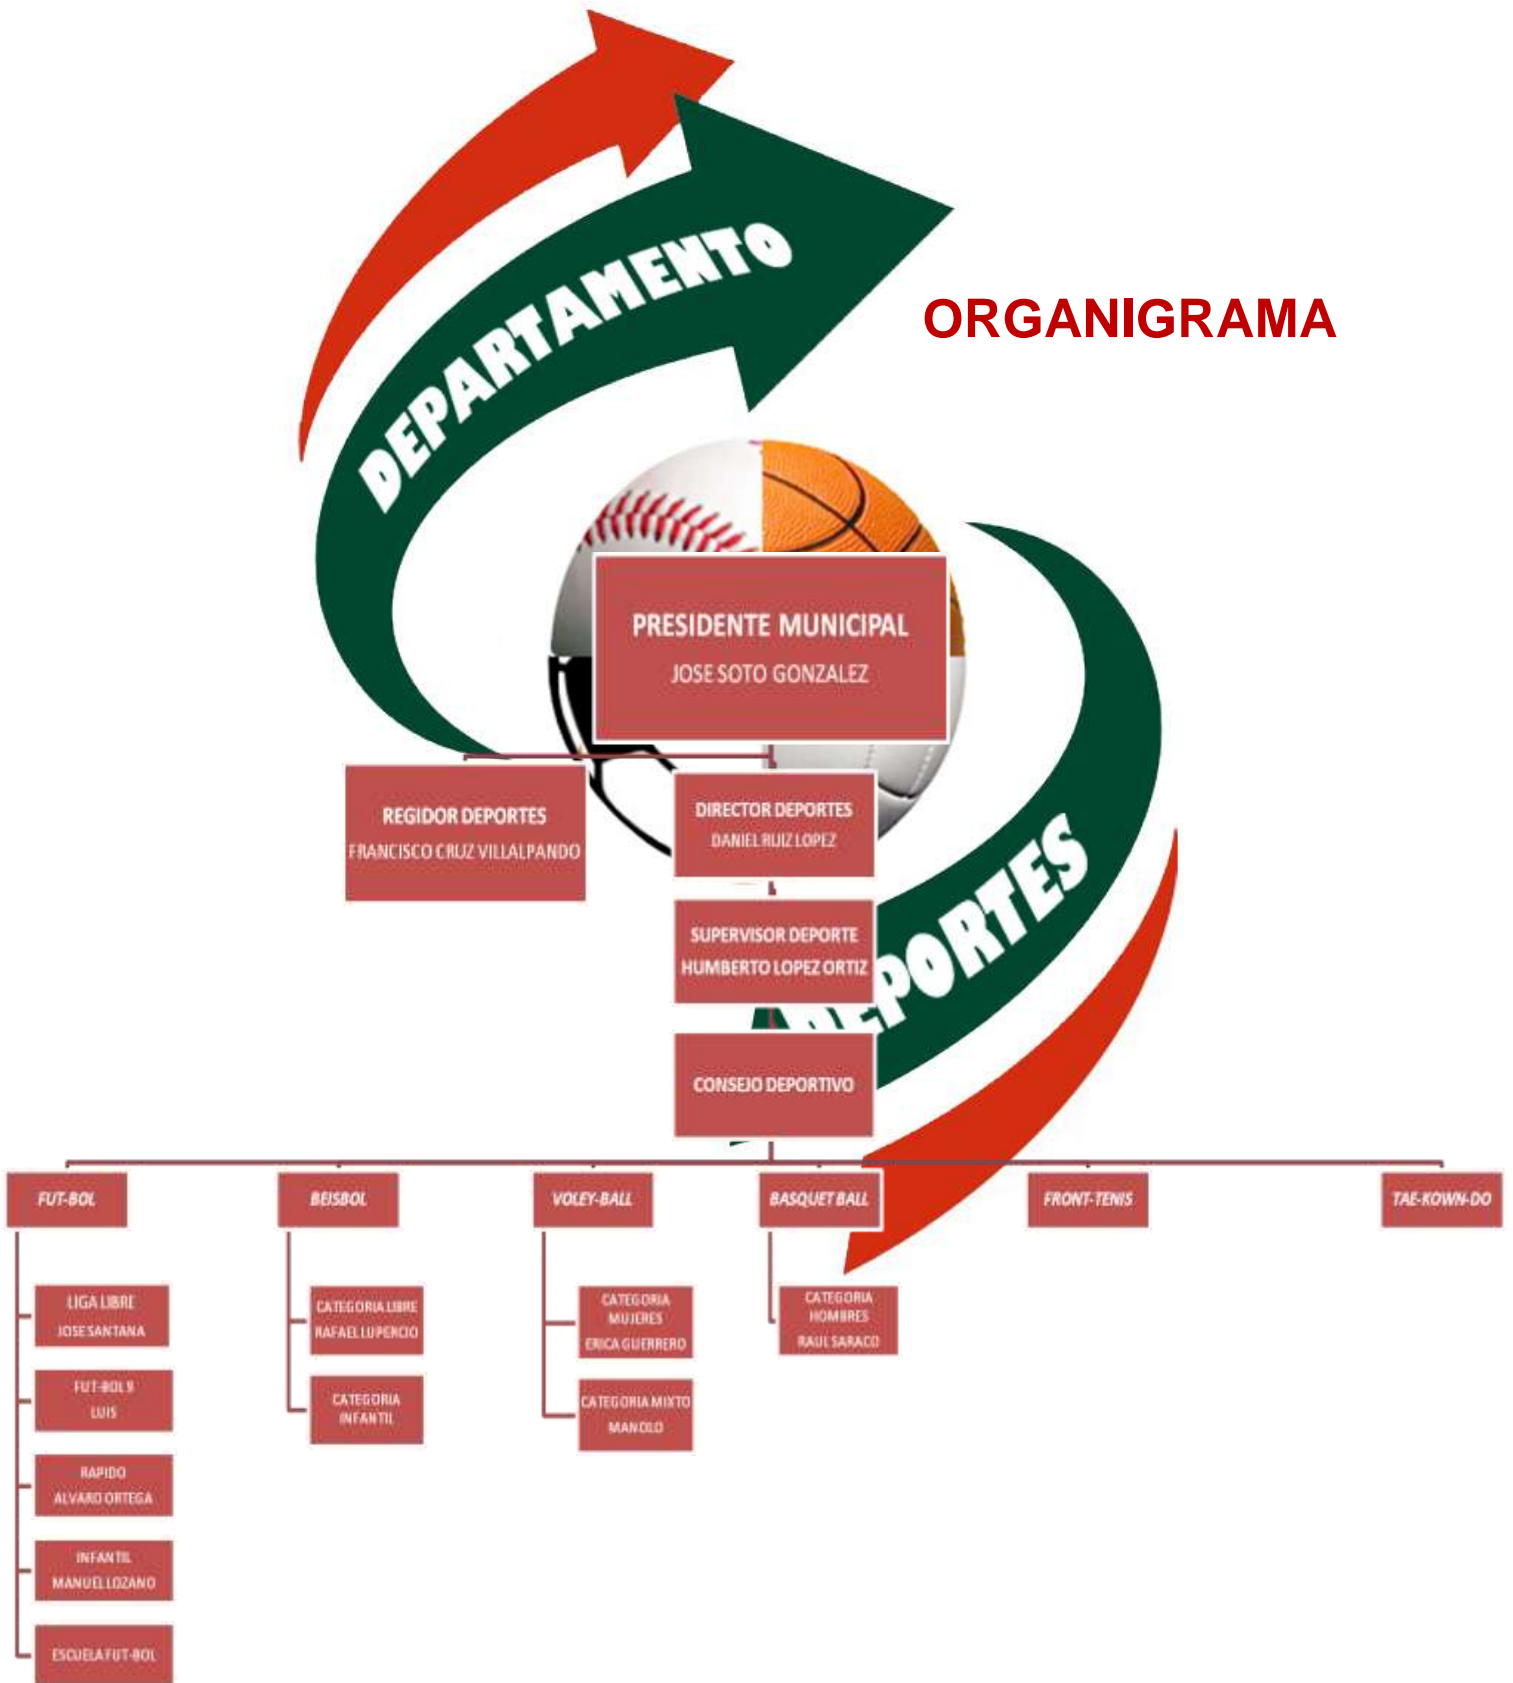 DEPARTAMENTO
ORGANIGRAMA
PRESIDENTE MUNICIPAL
JOSE SOTO GONZALEZ
REGIDOR DEPORTES
FRANCISCO CRUZ VILLALPANDO
DIRECTOR DEPORTES
DANIEL RUIZ LOPEZ
SUPERVISOR DEPORTE
HUMBERTO LOPEZ ORTIZ
DEPORTES
CONSEJO DEPORTIVO
FUT-BOL
BEISBOL
VOLEY-BALL
BASQUET BALL
FRONT-TENIS
TAE-KOWN-DO
LIGA LIBRE
JOSE SANTANA
FUT-BOL 9
LUIS
RAPIDO
ALVARO ORTEGA
INFANTIL
MANUEL LOZANO
ESCUELA FUT-BOL
CATEGORIA LIBRE
RAFAEL LUPERCIO
CATEGORIA
INFANTIL
CATEGORIA
MUJERES
ERICA GUERRERO
CATEGORIA MIXTO
MANOLO
CATEGORIA
HOMBRES
RAUL SARACO